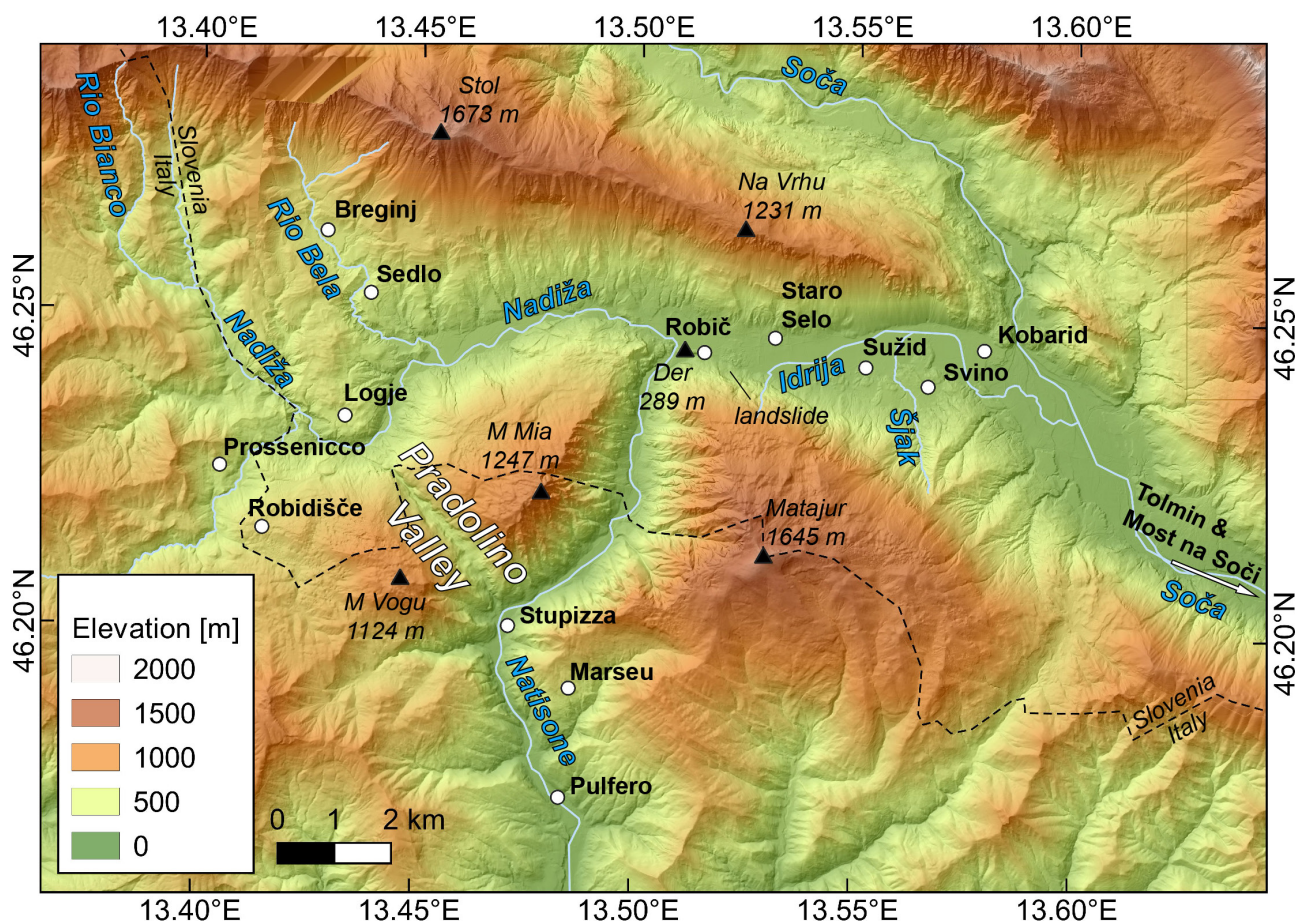 13.40°E
13.45°E
13.50°E
13.55°E
13.60°E
Rio Bianco
Slovenia
Italy
Stol
1673 m
Soča
Na Vrhu
1231 m
Breginj
Rio Bela
Sedlo
46.25°N
46.25°N
Nadiža
Nadiža
Staro
Selo
Robič
Der
289 m
landslide
Idrija
Sužid
Kobarid
Svino
Šjak
Logje
Prossenicco
Robidišče
M Mia
1247 m
Pradolino
Valley
Matajur
1645 m
Tolmin &
Most na Soči
Soča
M Vogu
1124 m
Stupizza
46.20°N
46.20°N
Marseu
Natisone
Pulfero
Slovenia
Italy
Elevation [m]
2000
1500
1000
500
0
0 1 2 km
13.40°E
13.45°E
13.50°E
13.55°E
13.60°E